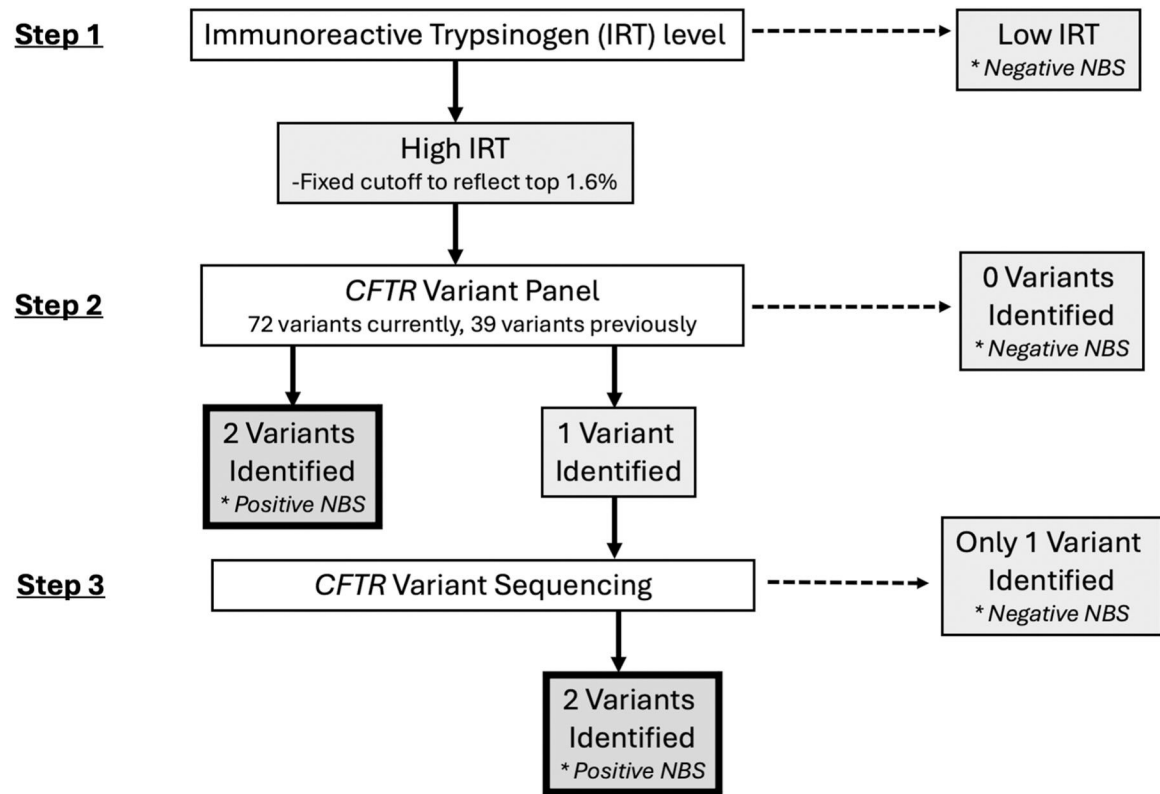 Step 1
Immunoreactive Trypsinogen (IRT) level
Low IRT
* Negative NBS
High IRT
-Fixed cutoff to reflect top 1.6%
Step 2
CFTR Variant Panel
72 variants currently, 39 variants previously
0 Variants
Identified
* Negative NBS
2 Variants
Identified
* Positive NBS
1 Variant
Identified
Step 3
CFTR Variant Sequencing
Only 1 Variant
Identified
* Negative NBS
2 Variants
Identified
* Positive NBS